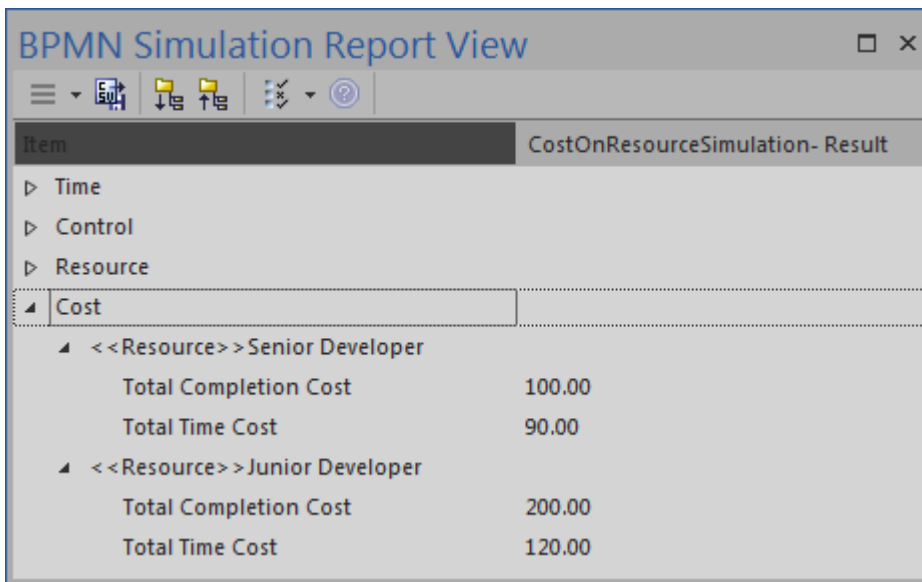 BPMN Simulation Report View
Item CostOnResourceSimulation- Result
Time
Control
Resource
Cost
<<Resource>>Senior Developer
Total Completion Cost 100.00
Total Time Cost 90.00
<<Resource>>Junior Developer
Total Completion Cost 200.00
Total Time Cost 120.00